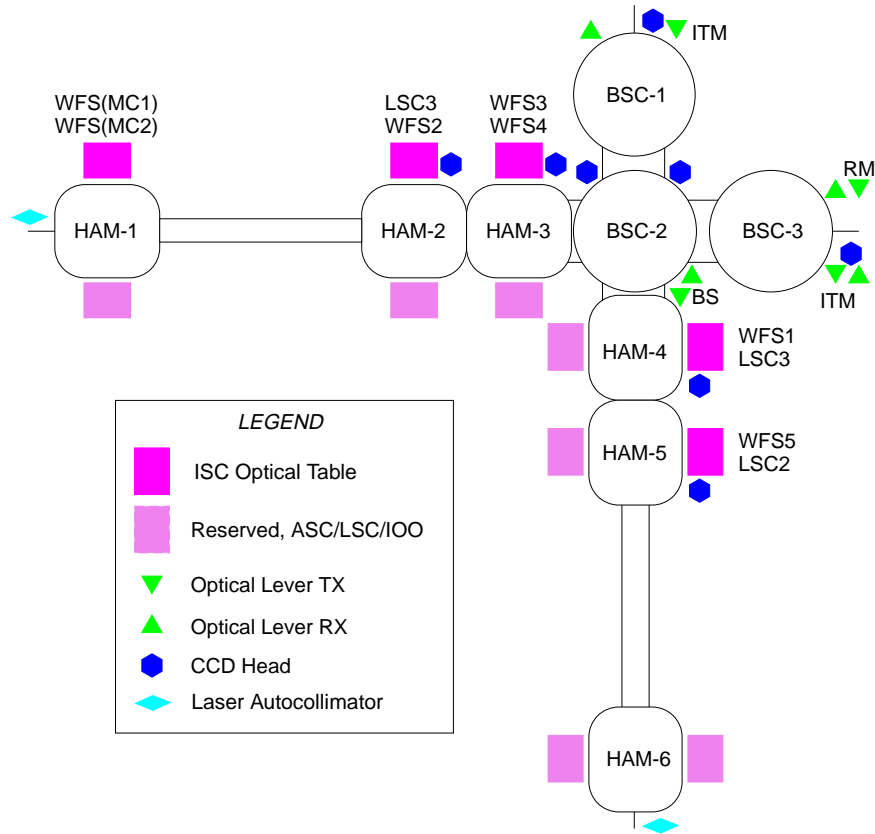 ITM
BSC-1
WFS(MC1)
WFS(MC2)
LSC3
WFS2
WFS3
WFS4
RM
HAM-1
HAM-2
HAM-3
BSC-2
BSC-3
BS
ITM
HAM-4
WFS1
LSC3
HAM-5
WFS5
LSC2
LEGEND
ISC Optical Table
Reserved, ASC/LSC/IOO
Optical Lever TX
Optical Lever RX
CCD Head
Laser Autocollimator
HAM-6